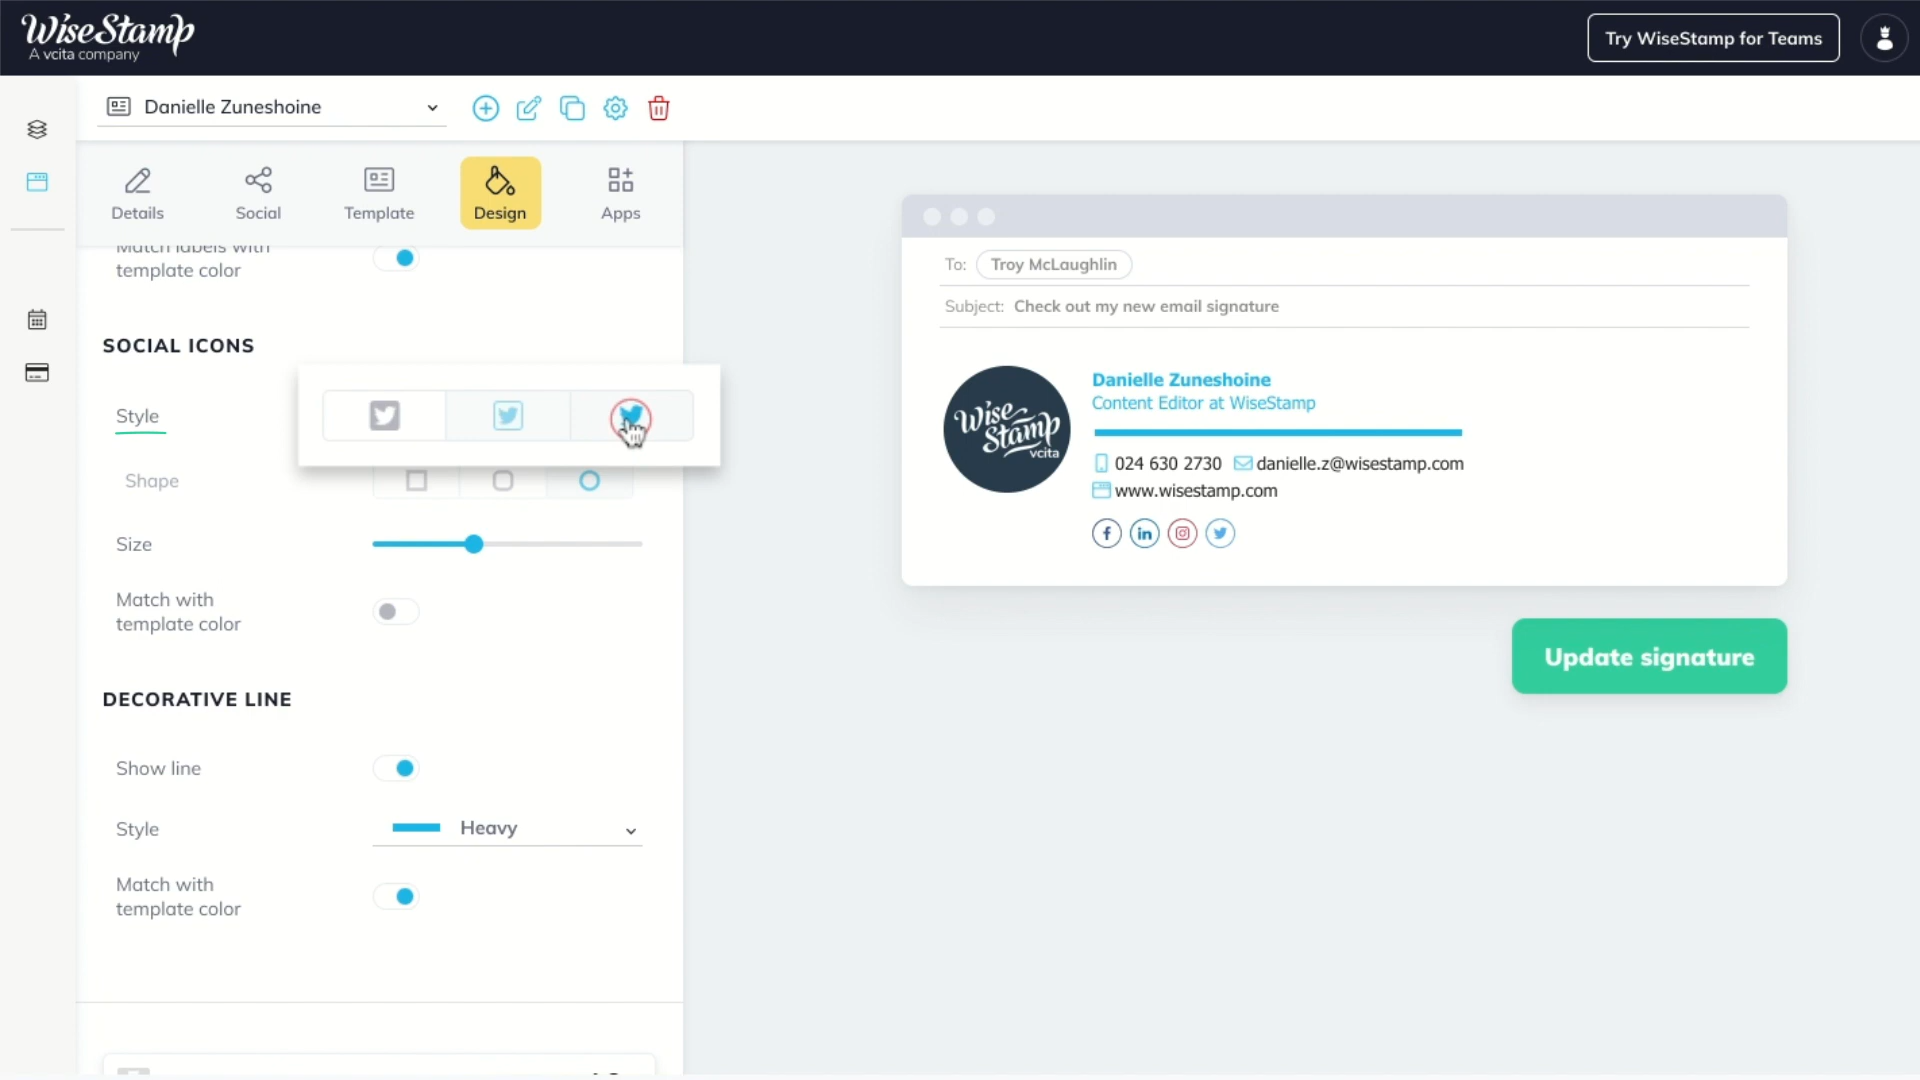 WiseStamp
A vcita company
Try WiseStamp for Teams
Danielle Zuneshoine
Details
Social
Template
Design
Apps
Match labels with
template color
SOCIAL ICONS
Style
Shape
Size
Match with
template color
DECORATIVE LINE
Show line
Style
Heavy
Match with
template color
To: Troy McLaughlin
Subject: Check out my new email signature
Wise
Stamp
vcita
Danielle Zuneshoine
Content Editor at WiseStamp
024 630 2730 danielle.z@wisestamp.com
www.wisestamp.com
Update signature